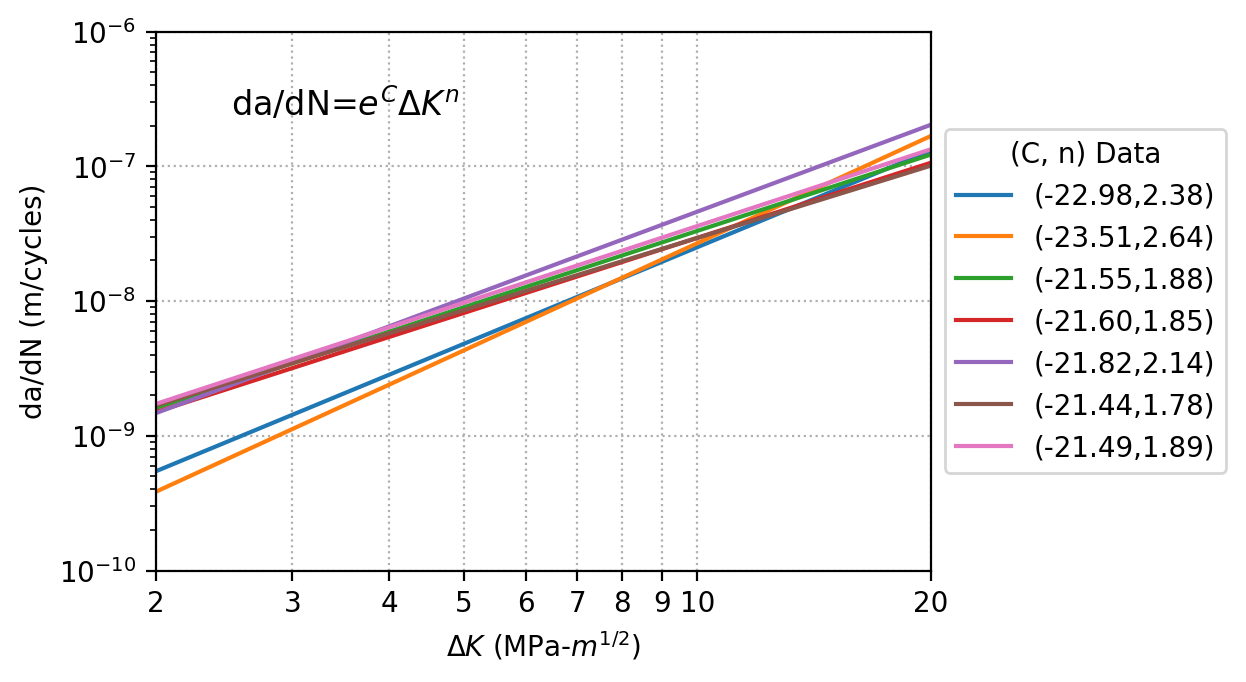 10⁻⁶
da/dN=e^CΔKⁿ
10⁻⁷
10⁻⁸
10⁻⁹
10⁻¹⁰
da/dN (m/cycles)
2 3 4 5 6 7 8 9 10 20
ΔK (MPa-m^{1/2})
(C, n) Data
(-22.98,2.38)
(-23.51,2.64)
(-21.55,1.88)
(-21.60,1.85)
(-21.82,2.14)
(-21.44,1.78)
(-21.49,1.89)